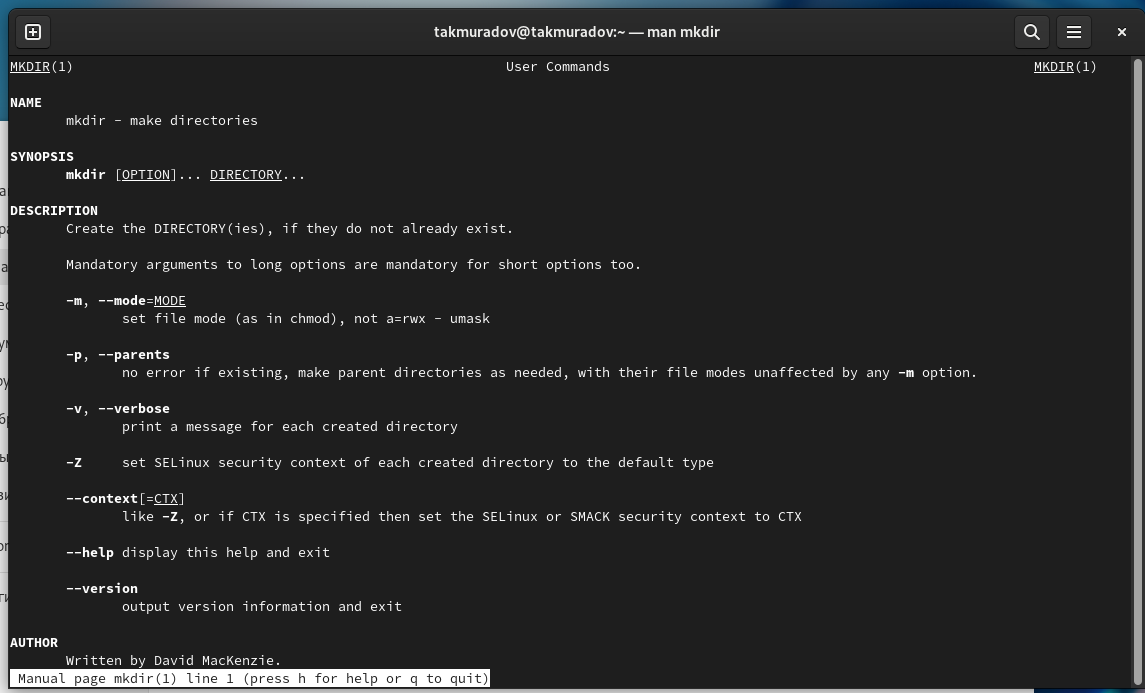 takmuradov@takmuradov:~ — man mkdir
MKDIR(1) User Commands MKDIR(1)
NAME
mkdir - make directories
SYNOPSIS
mkdir [OPTION]... DIRECTORY...
DESCRIPTION
Create the DIRECTORY(ies), if they do not already exist.
Mandatory arguments to long options are mandatory for short options too.
-m, --mode=MODE
set file mode (as in chmod), not a=rwx - umask
-p, --parents
no error if existing, make parent directories as needed, with their file modes unaffected by any -m option.
-v, --verbose
print a message for each created directory
-Z set SELinux security context of each created directory to the default type
--context[=CTX]
like -Z, or if CTX is specified then set the SELinux or SMACK security context to CTX
--help display this help and exit
--version
output version information and exit
AUTHOR
Written by David MacKenzie.
Manual page mkdir(1) line 1 (press h for help or q to quit)